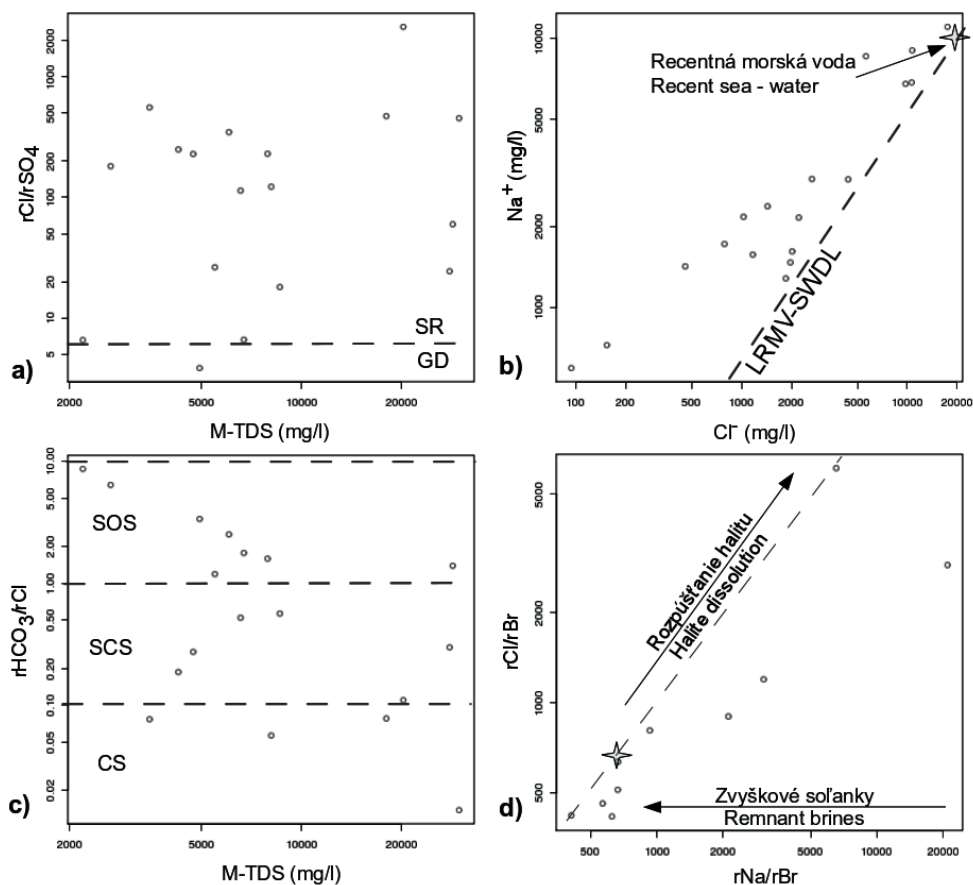 a)
rCl/rSO4
2000
1000
500
200
100
50
20
10
5
SR
GD
2000
5000
10000
20000
M-TDS (mg/l)
b)
Na+ (mg/l)
10000
5000
2000
1000
Recentná morská voda
Recent sea - water
LRMV-SWDL
100
200
500
1000
2000
5000
10000
20000
Cl- (mg/l)
c)
rHCO3/rCl
10.00
5.00
2.00
1.00
0.50
0.20
0.10
0.05
0.02
SOS
SCS
CS
2000
5000
10000
20000
M-TDS (mg/l)
d)
rCl/rBr
5000
2000
1000
500
Rozpúšťanie halitu
Halite dissolution
Zvyškové soľanky
Remnant brines
500
1000
2000
5000
10000
20000
rNa/rBr